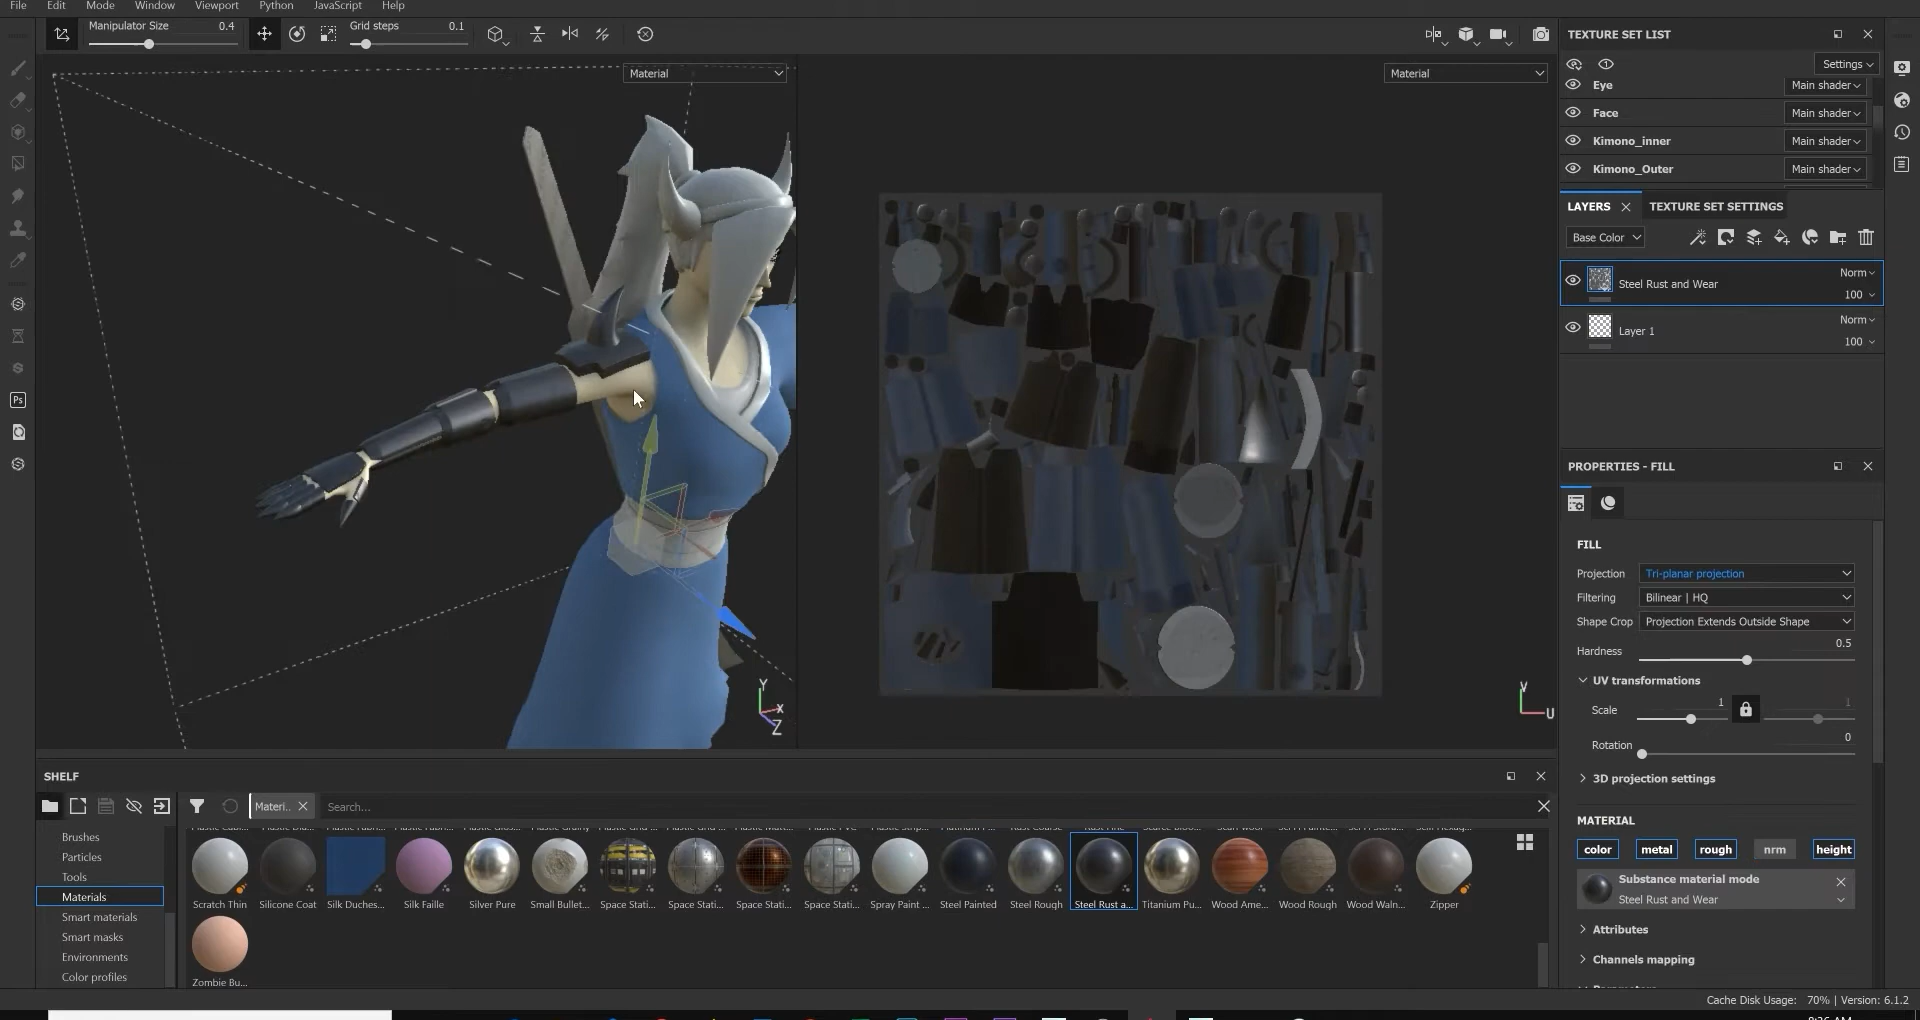 File Edit Mode Window Viewport Python JavaScript Help
Manipulator Size 0.4
Grid steps 0.1
Material
Material
TEXTURE SET LIST
Settings
Eye Main shader
Face Main shader
Kimono_inner Main shader
Kimono_Outer Main shader
LAYERS TEXTURE SET SETTINGS
Base Color
Steel Rust and Wear Norm
100
Layer 1 Norm
100
Ps
PROPERTIES - FILL
FILL
Projection Tri-planar projection
Filtering Bilinear | HQ
Shape Crop Projection Extends Outside Shape
Hardness 0.5
UV transformations
Scale 1 1
Rotation 0
3D projection settings
MATERIAL
color metal rough nrm height
Substance material mode
Steel Rust and Wear
Attributes
Channels mapping
Y
X
Z
V
U
SHELF
Materi.. Search...
Brushes
Particles
Tools
Materials
Smart materials
Smart masks
Environments
Color profiles
Scratch Thin Silicone Coat Silk Duches... Silk Faille Silver Pure Small Bullet... Space Stati... Space Stati... Space Stati... Space Stati... Spray Paint ... Steel Painted Steel Rough Steel Rust a... Titanium Pu... Wood Ame... Wood Rough Wood Waln... Zipper
Zombie Bu...
Cache Disk Usage: 70% | Version: 6.1.2